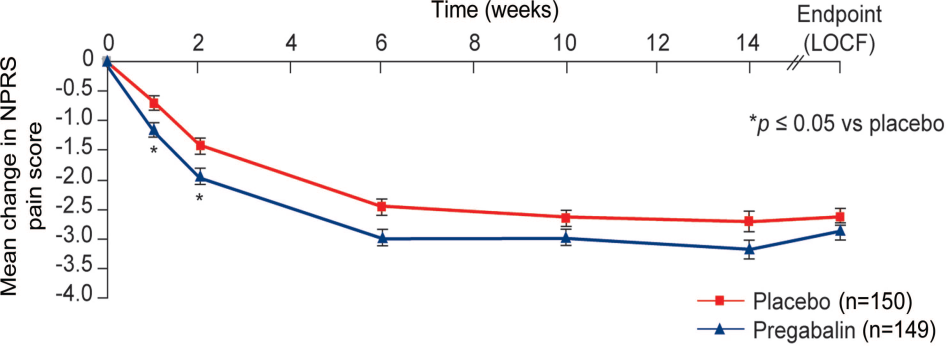 Time (weeks)
Endpoint
(LOCF)
0 2 4 6 8 10 12 14
Mean change in NPRS
pain score
0
-0.5
-1.0
-1.5
-2.0
-2.5
-3.0
-3.5
-4.0
*p ≤ 0.05 vs placebo
*
*
Placebo (n=150)
Pregabalin (n=149)